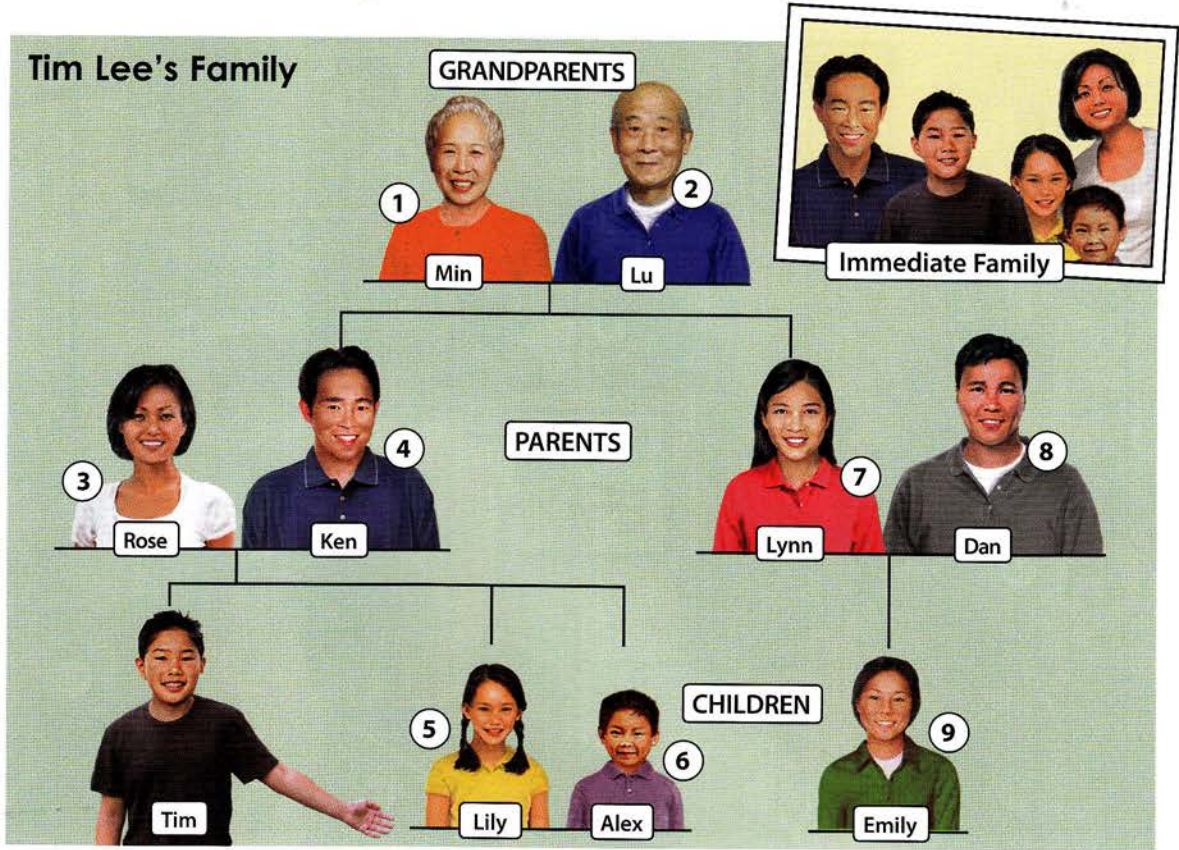 Tim Lee's Family
GRANDPARENTS
1
2
Min
Lu
Immediate Family
3
4
PARENTS
7
8
Rose
Ken
Lynn
Dan
5
6
CHILDREN
9
Tim
Lily
Alex
Emily